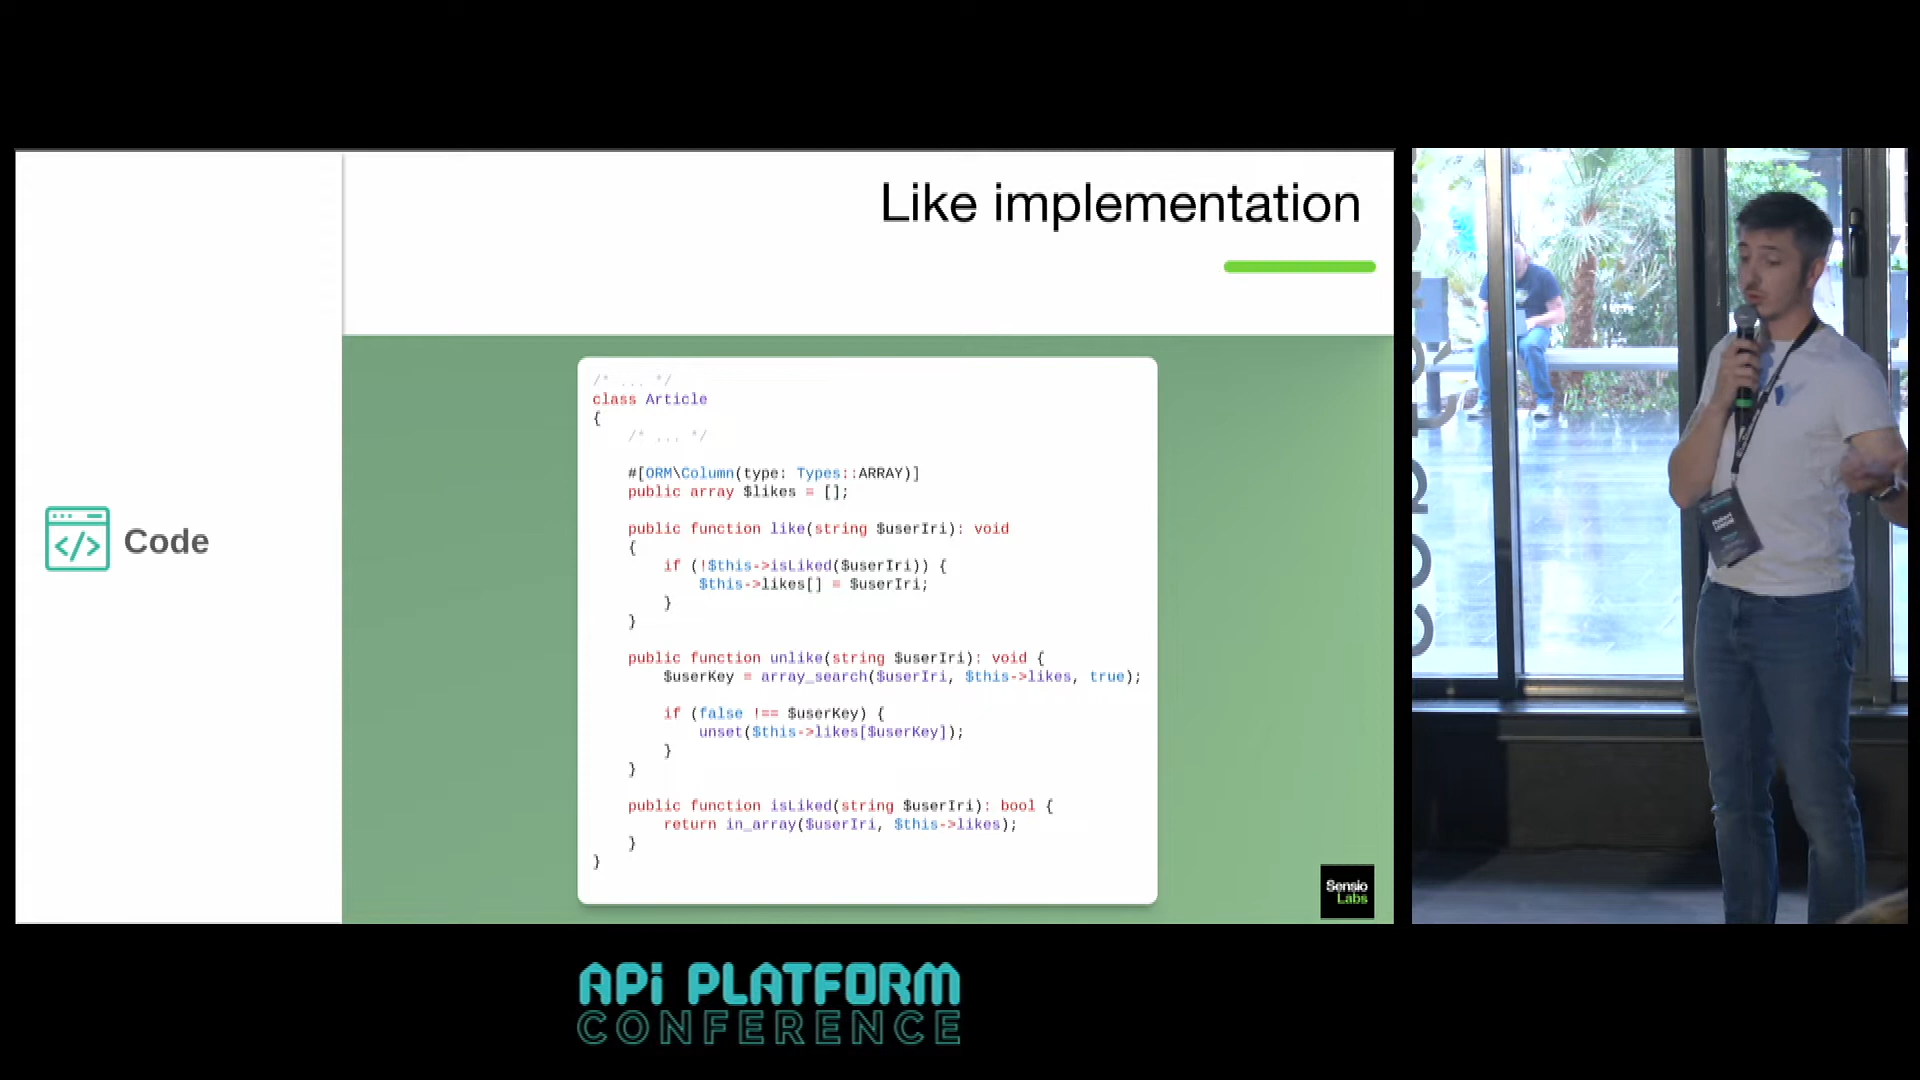 Like implementation
Code
/* ... */
class Article
{
    /* ... */

    #[ORM\Column(type: Types::ARRAY)]
    public array $likes = [];

    public function like(string $userIri): void
    {
        if (!$this->isLiked($userIri)) {
            $this->likes[] = $userIri;
        }
    }

    public function unlike(string $userIri): void {
        $userKey = array_search($userIri, $this->likes, true);

        if (false !== $userKey) {
            unset($this->likes[$userKey]);
        }
    }

    public function isLiked(string $userIri): bool {
        return in_array($userIri, $this->likes);
    }
}
Sensio
Labs
APi PLATFORM
CONFERENCE